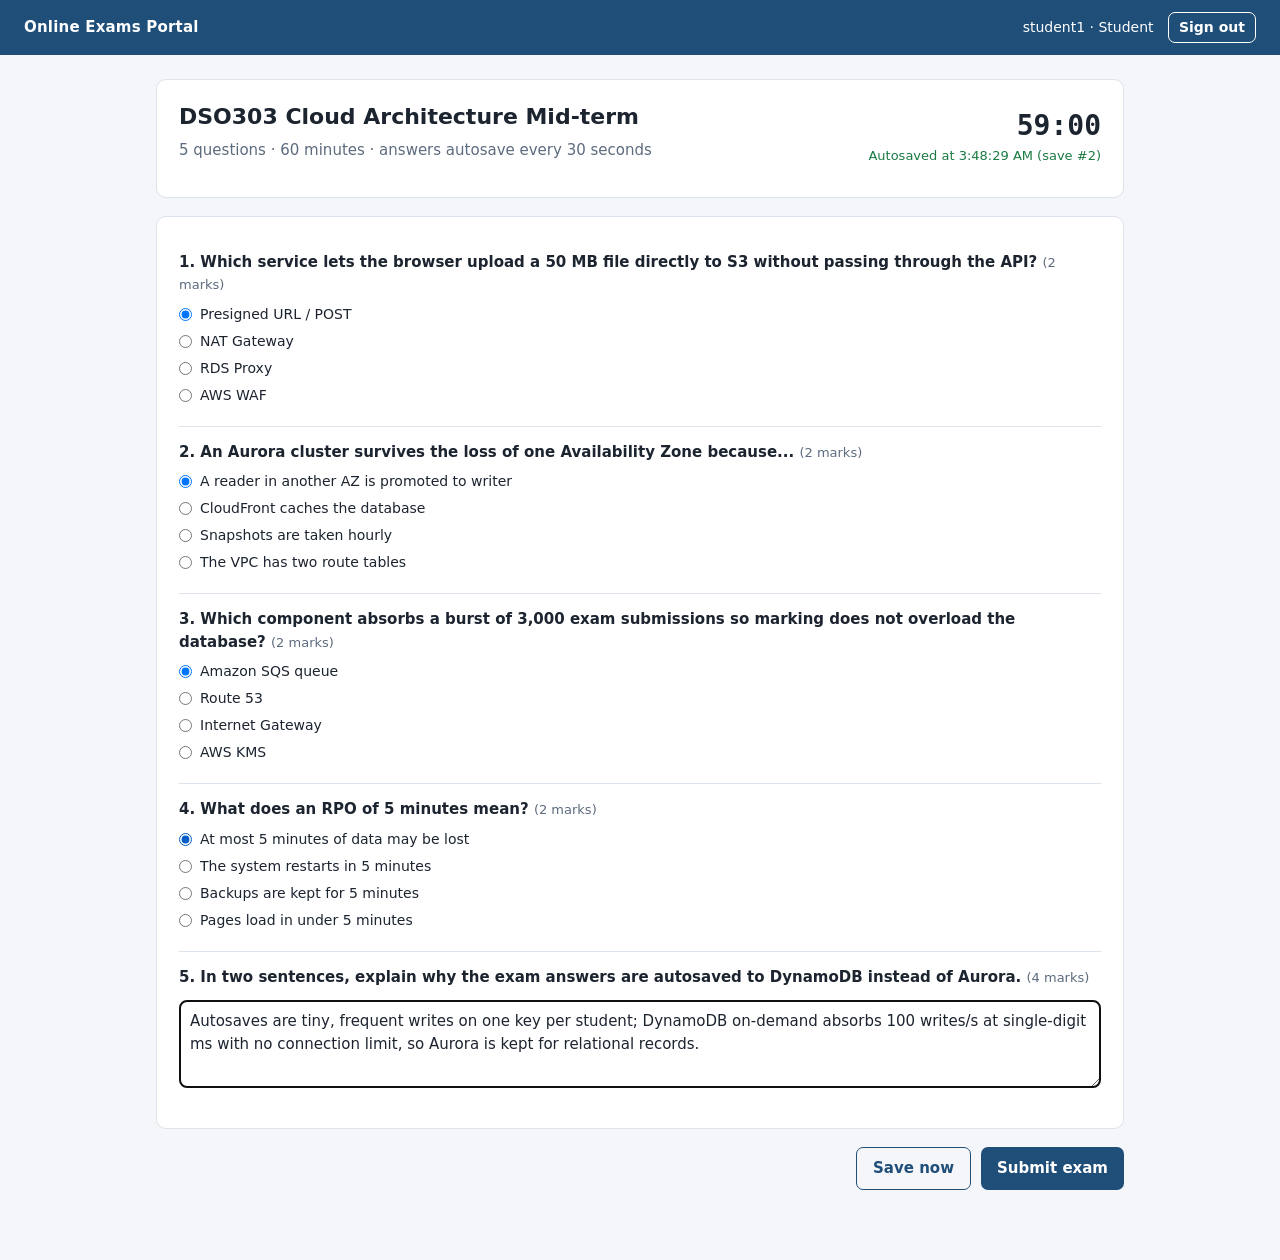 Online Exams Portal
student1 · Student
Sign out
DSO303 Cloud Architecture Mid-term
5 questions · 60 minutes · answers autosave every 30 seconds
59:00
Autosaved at 3:48:29 AM (save #2)
1. Which service lets the browser upload a 50 MB file directly to S3 without passing through the API? (2
marks)
Presigned URL / POST
NAT Gateway
RDS Proxy
AWS WAF
2. An Aurora cluster survives the loss of one Availability Zone because... (2 marks)
A reader in another AZ is promoted to writer
CloudFront caches the database
Snapshots are taken hourly
The VPC has two route tables
3. Which component absorbs a burst of 3,000 exam submissions so marking does not overload the
database? (2 marks)
Amazon SQS queue
Route 53
Internet Gateway
AWS KMS
4. What does an RPO of 5 minutes mean? (2 marks)
At most 5 minutes of data may be lost
The system restarts in 5 minutes
Backups are kept for 5 minutes
Pages load in under 5 minutes
5. In two sentences, explain why the exam answers are autosaved to DynamoDB instead of Aurora. (4 marks)
Autosaves are tiny, frequent writes on one key per student; DynamoDB on-demand absorbs 100 writes/s at single-digit
ms with no connection limit, so Aurora is kept for relational records.
Save now
Submit exam